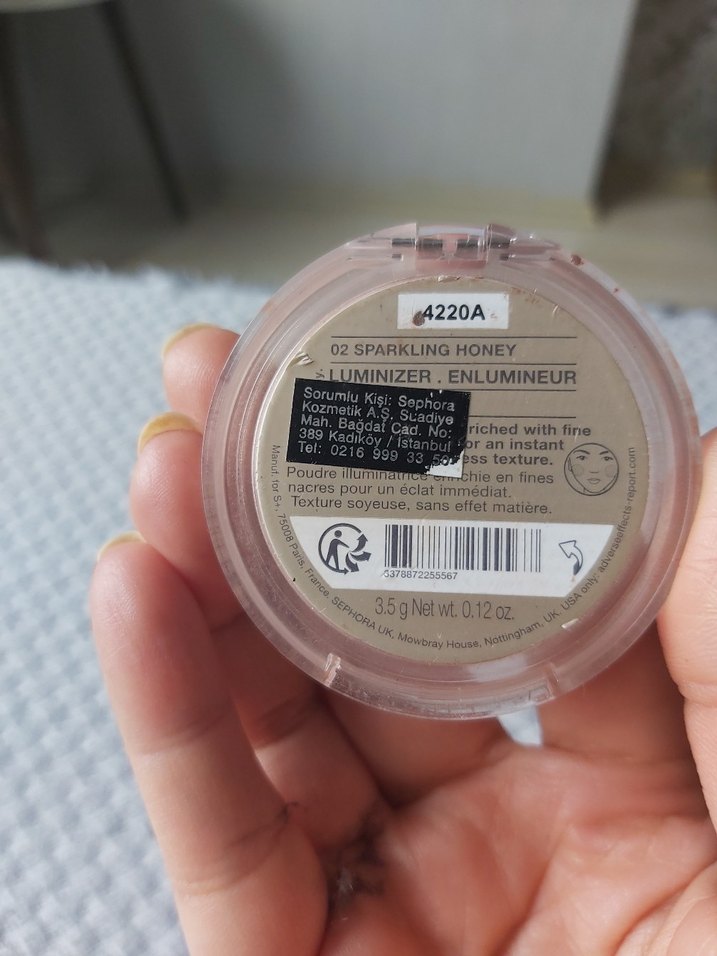 4220A
02 SPARKLING HONEY
LUMINIZER . ENLUMINEUR
Sorumlu Kişi: Sephora
Kozmetik A.Ş. Suadiye
Mah. Bağdat Cad. No:
389 Kadıköy / İstanbul
Tel: 0216 999 33
riched with fine
or an instant
ess texture.
Poudre illuminatrice enrichie en fines
nacres pour un éclat immédiat.
Texture soyeuse, sans effet matière.
3378872255567
3.5 g Net wt. 0.12 oz.
Manuf. for S+, 75008 Paris, France. SEPHORA UK, Mowbray House, Nottingham, UK. USA only: adverseeffects-report.com